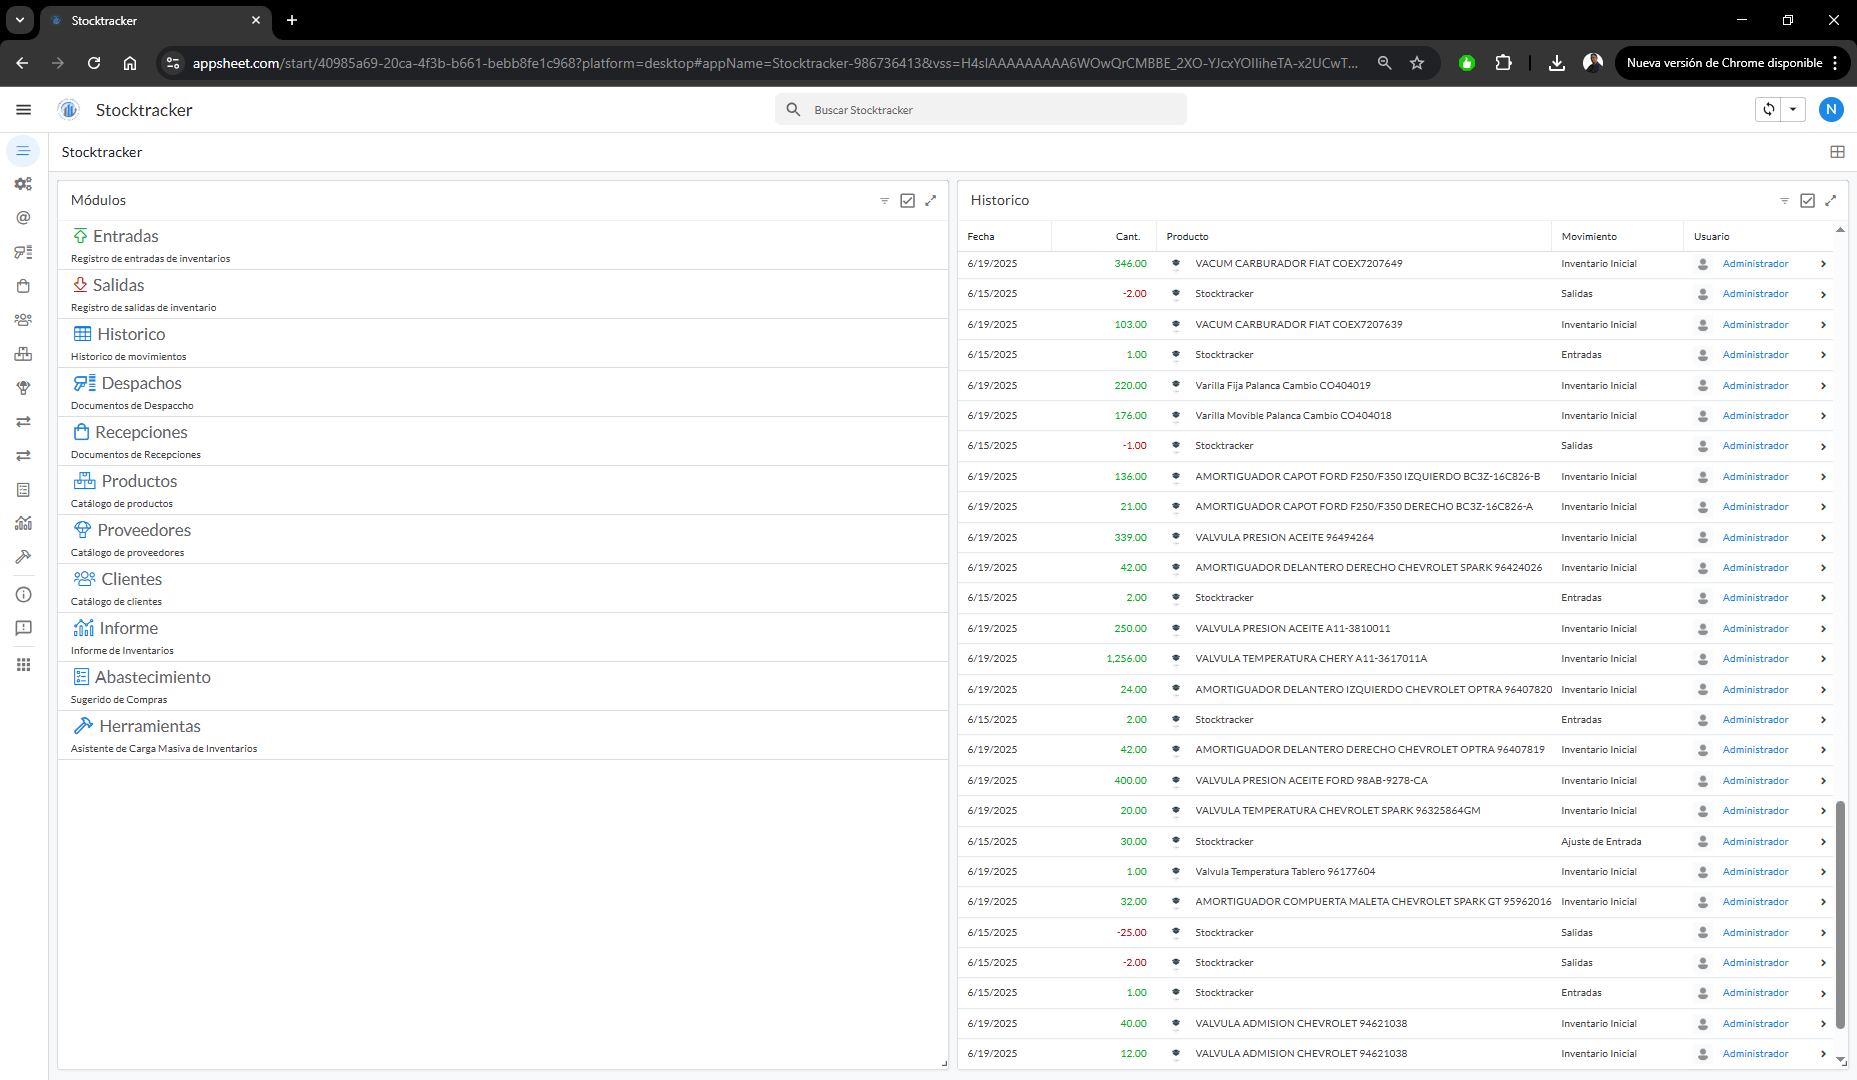 Stocktracker
appsheet.com/start/40985a69-20ca-4f3b-b661-bebb8fe1c968?platform=desktop#appName=Stocktracker-986736413&vss=H4sIAAAAAAAAA6WOwQrCMBBE_2XO-YJcxYOIIiheTA-x2UCwT...
Nueva versión de Chrome disponible
Stocktracker
Buscar Stocktracker
N
Stocktracker
Módulos
Entradas
Registro de entradas de inventarios
Salidas
Registro de salidas de inventario
Historico
Historico de movimientos
Despachos
Documentos de Despaccho
Recepciones
Documentos de Recepciones
Productos
Catálogo de productos
Proveedores
Catálogo de proveedores
Clientes
Catálogo de clientes
Informe
Informe de Inventarios
Abastecimiento
Sugerido de Compras
Herramientas
Asistente de Carga Masiva de Inventarios
Historico
Fecha Cant. Producto Movimiento Usuario
6/19/2025 346.00 VACUM CARBURADOR FIAT COEX7207649 Inventario Inicial Administrador
6/15/2025 -2.00 Stocktracker Salidas Administrador
6/19/2025 103.00 VACUM CARBURADOR FIAT COEX7207639 Inventario Inicial Administrador
6/15/2025 1.00 Stocktracker Entradas Administrador
6/19/2025 220.00 Varilla Fija Palanca Cambio CO404019 Inventario Inicial Administrador
6/19/2025 176.00 Varilla Movible Palanca Cambio CO404018 Inventario Inicial Administrador
6/15/2025 -1.00 Stocktracker Salidas Administrador
6/19/2025 136.00 AMORTIGUADOR CAPOT FORD F250/F350 IZQUIERDO BC3Z-16C826-B Inventario Inicial Administrador
6/19/2025 21.00 AMORTIGUADOR CAPOT FORD F250/F350 DERECHO BC3Z-16C826-A Inventario Inicial Administrador
6/19/2025 339.00 VALVULA PRESION ACEITE 96494264 Inventario Inicial Administrador
6/19/2025 42.00 AMORTIGUADOR DELANTERO DERECHO CHEVROLET SPARK 96424026 Inventario Inicial Administrador
6/15/2025 2.00 Stocktracker Entradas Administrador
6/19/2025 250.00 VALVULA PRESION ACEITE A11-3810011 Inventario Inicial Administrador
6/19/2025 1,256.00 VALVULA TEMPERATURA CHERY A11-3617011A Inventario Inicial Administrador
6/19/2025 24.00 AMORTIGUADOR DELANTERO IZQUIERDO CHEVROLET OPTRA 96407820 Inventario Inicial Administrador
6/15/2025 2.00 Stocktracker Entradas Administrador
6/19/2025 42.00 AMORTIGUADOR DELANTERO DERECHO CHEVROLET OPTRA 96407819 Inventario Inicial Administrador
6/19/2025 400.00 VALVULA PRESION ACEITE FORD 98AB-9278-CA Inventario Inicial Administrador
6/19/2025 20.00 VALVULA TEMPERATURA CHEVROLET SPARK 96325864GM Inventario Inicial Administrador
6/15/2025 30.00 Stocktracker Ajuste de Entrada Administrador
6/19/2025 1.00 Valvula Temperatura Tablero 96177604 Inventario Inicial Administrador
6/19/2025 32.00 AMORTIGUADOR COMPUERTA MALETA CHEVROLET SPARK GT 95962016 Inventario Inicial Administrador
6/15/2025 -25.00 Stocktracker Salidas Administrador
6/15/2025 -2.00 Stocktracker Salidas Administrador
6/15/2025 1.00 Stocktracker Entradas Administrador
6/19/2025 40.00 VALVULA ADMISION CHEVROLET 94621038 Inventario Inicial Administrador
6/19/2025 12.00 VALVULA ADMISION CHEVROLET 94621038 Inventario Inicial Administrador